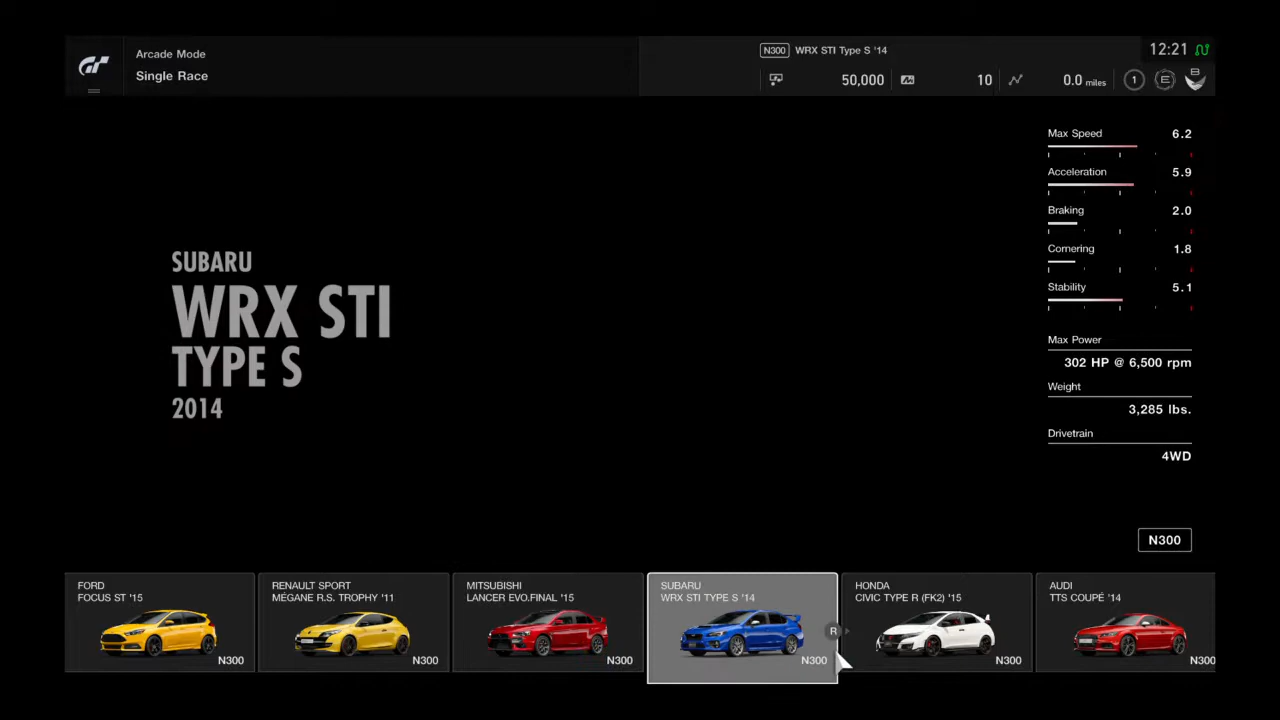 GT
Arcade Mode
Single Race
N300 WRX STI Type S '14
12:21
50,000
10
0.0 miles
1
E
B
Max Speed 6.2
Acceleration 5.9
Braking 2.0
Cornering 1.8
Stability 5.1
Max Power
302 HP @ 6,500 rpm
Weight
3,285 lbs.
Drivetrain
4WD
N300
SUBARU
WRX STI
TYPE S
2014
FORD
FOCUS ST '15
N300
RENAULT SPORT
MÉGANE R.S. TROPHY '11
N300
MITSUBISHI
LANCER EVO.FINAL '15
N300
SUBARU
WRX STI TYPE S '14
R
N300
HONDA
CIVIC TYPE R (FK2) '15
N300
AUDI
TTS COUPÉ '14
N300